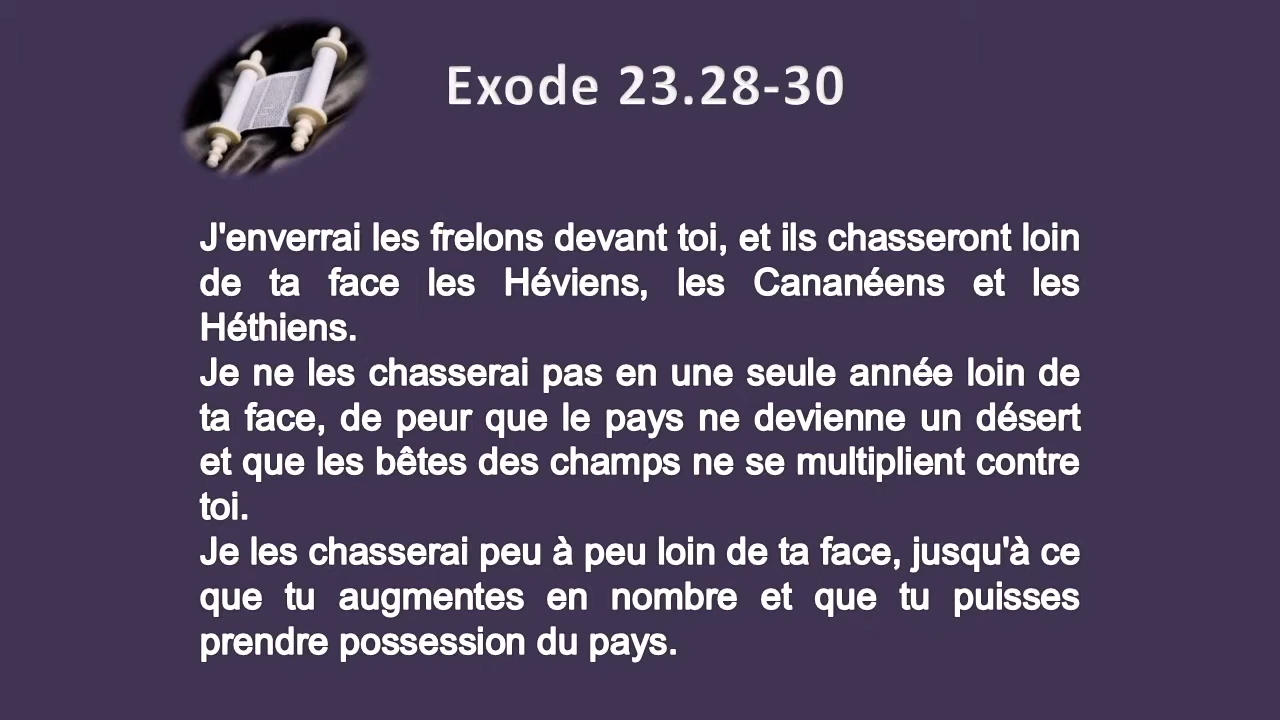 Exode 23.28-30
J'enverrai les frelons devant toi, et ils chasseront loin
de ta face les Héviens, les Cananéens et les
Héthiens.
Je ne les chasserai pas en une seule année loin de
ta face, de peur que le pays ne devienne un désert
et que les bêtes des champs ne se multiplient contre
toi.
Je les chasserai peu à peu loin de ta face, jusqu'à ce
que tu augmentes en nombre et que tu puisses
prendre possession du pays.